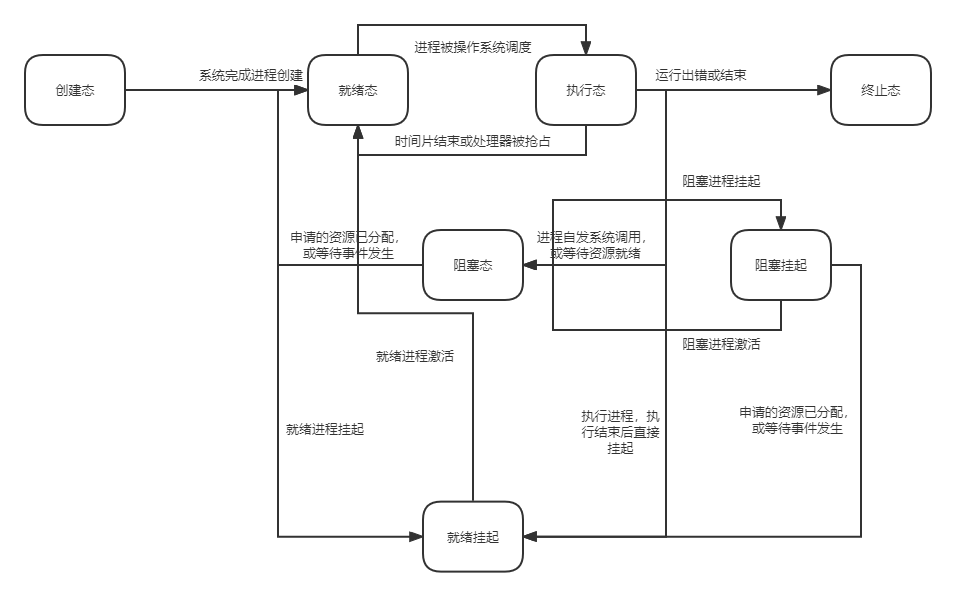 进程被操作系统调度
系统完成进程创建
运行出错或结束
创建态
就绪态
执行态
终止态
时间片结束或处理器被抢占
阻塞进程挂起
申请的资源已分配，
或等待事件发生
进程自发系统调用，
或等待资源就绪
阻塞态
阻塞挂起
阻塞进程激活
就绪进程激活
就绪进程挂起
执行进程，执
行结束后直接
挂起
申请的资源已分配，
或等待事件发生
就绪挂起